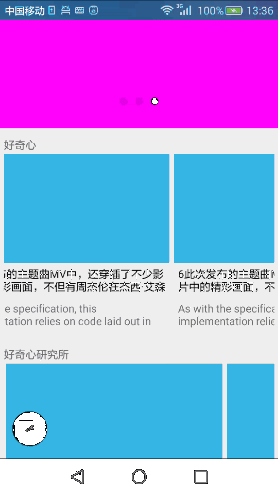 中国移动 3G 100% 13:36
好奇心
的主题曲MV中，还穿插了不少影
影画面，不但有周杰伦在杰西·艾森
6此次发布的主题曲
片中的精彩画面，不
e specification, this
tation relies on code laid out in
As with the specifica
implementation relie
好奇心研究所